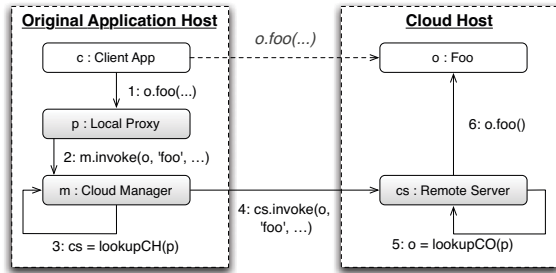 Original Application Host
Cloud Host
c : Client App
o.foo(...)
o : Foo
1: o.foo(...)
p : Local Proxy
2: m.invoke(o, 'foo', ...)
6: o.foo()
m : Cloud Manager
cs : Remote Server
4: cs.invoke(o,
'foo', ...)
3: cs = lookupCH(p)
5: o = lookupCO(p)